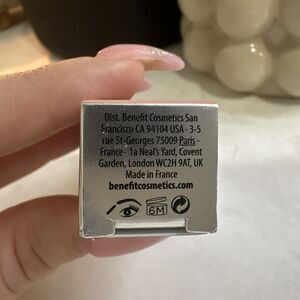 Dist. Benefit Cosmetics San
Francisco CA 94104 USA - 3-5
rue St-Georges 75009 Paris -
France - 1a Neal's Yard, Covent
Garden, London WC2H 9AT, UK
Made in France
benefitcosmetics.com
6M